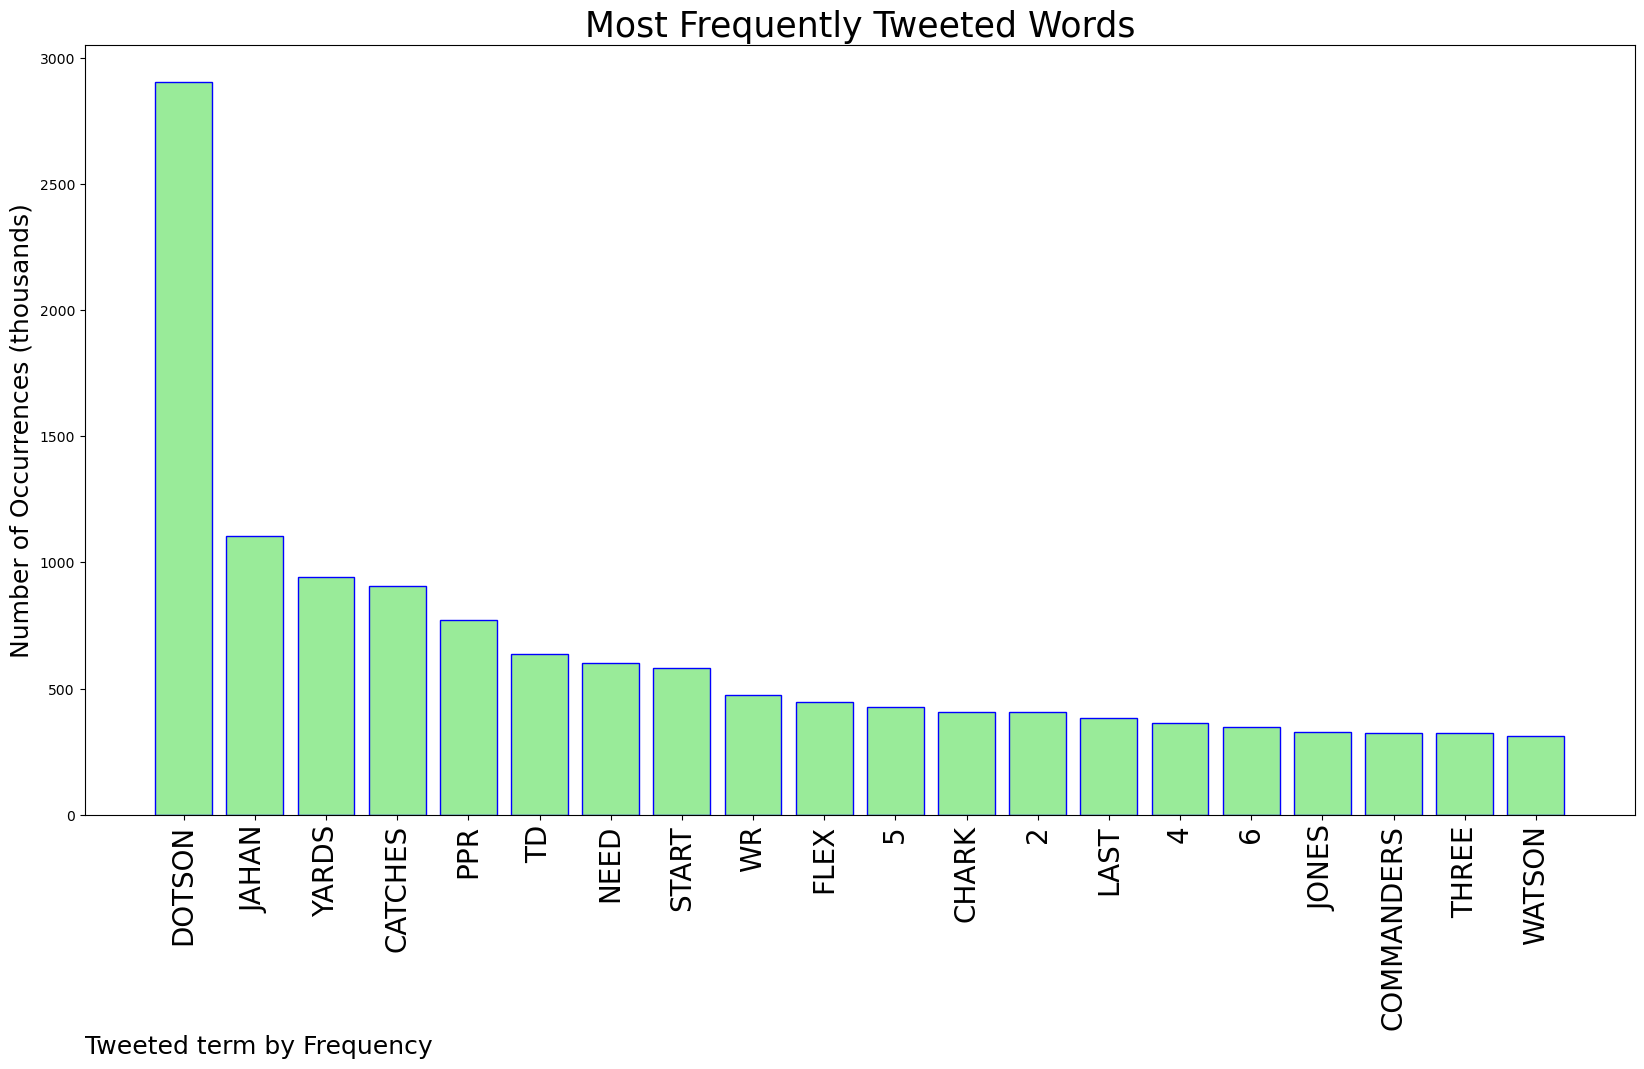 Most Frequently Tweeted Words
Number of Occurrences (thousands)
3000
2500
2000
1500
1000
500
0
DOTSON
JAHAN
YARDS
CATCHES
PPR
TD
NEED
START
WR
FLEX
5
CHARK
2
LAST
4
6
JONES
COMMANDERS
THREE
WATSON
Tweeted term by Frequency